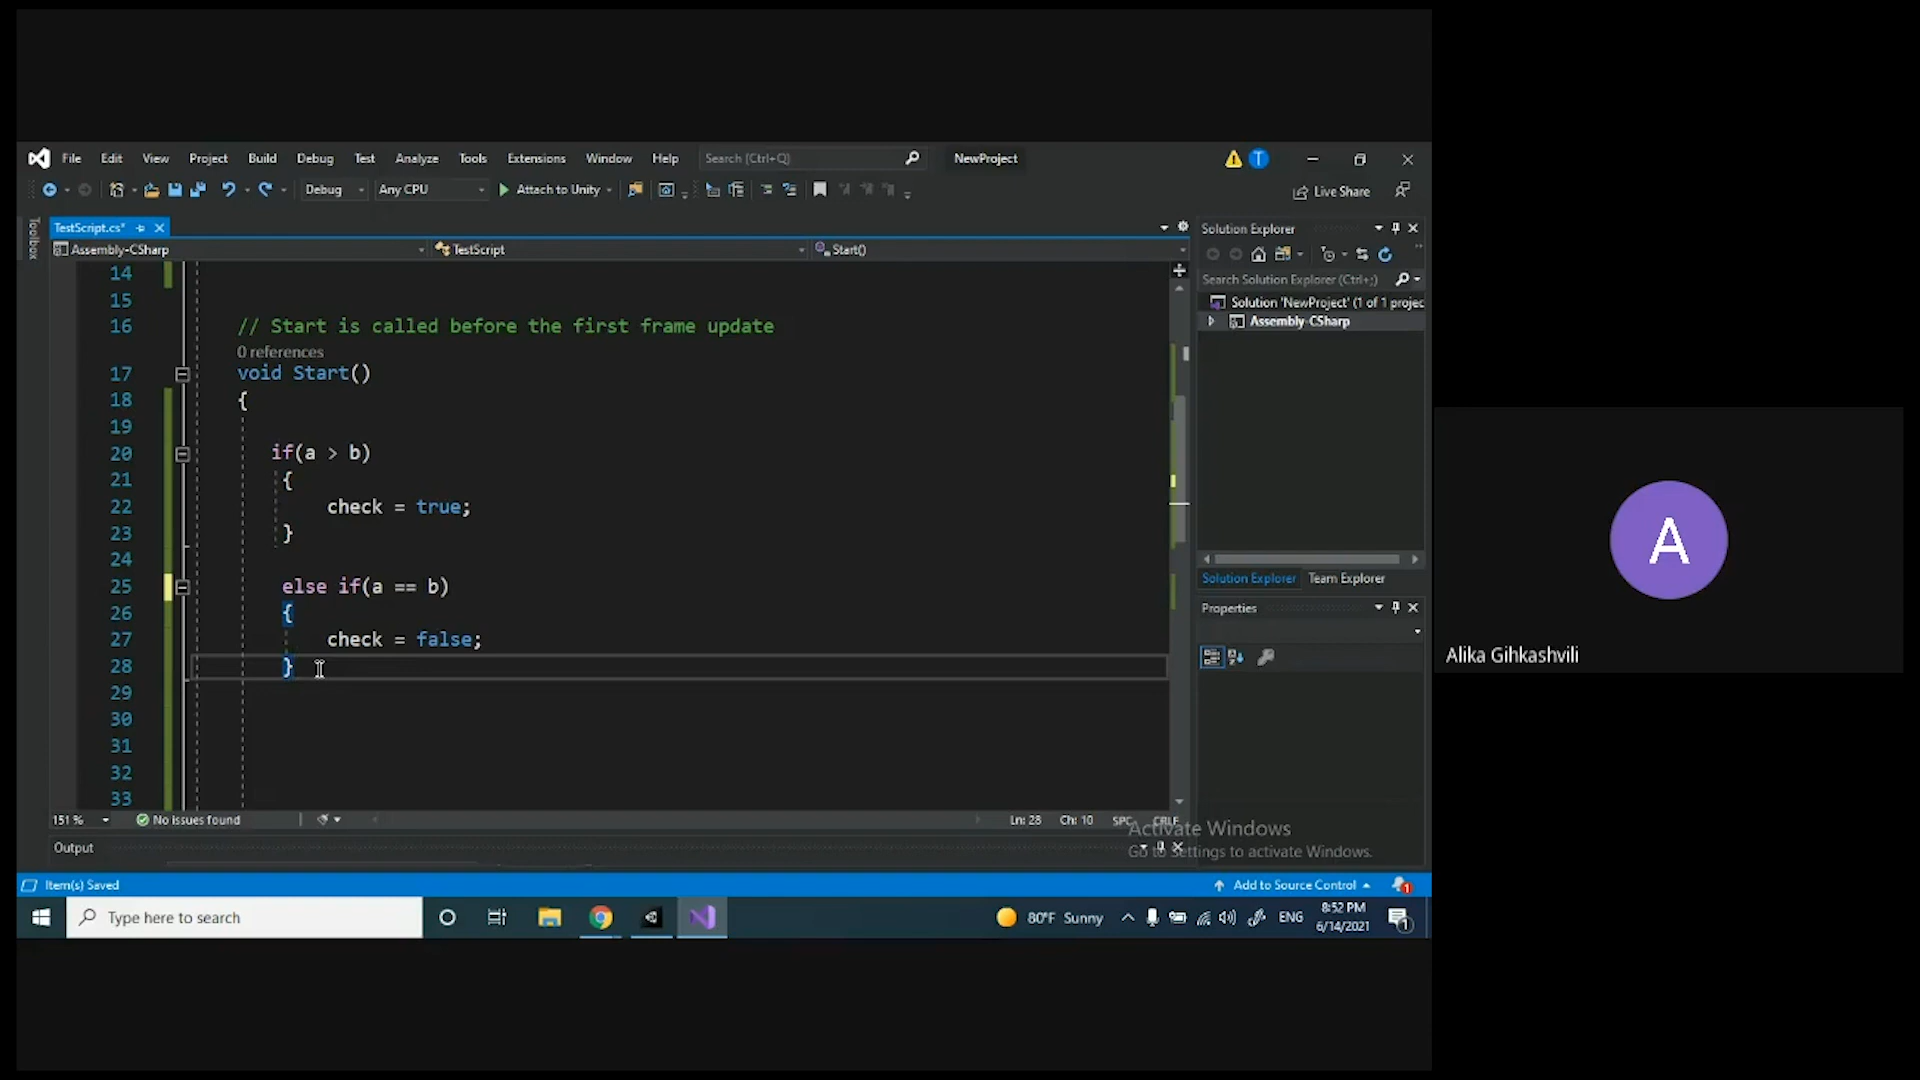 File Edit View Project Build Debug Test Analyze Tools Extensions Window Help Search (Ctrl+Q) NewProject T
Debug Any CPU Attach to Unity Live Share
Toolbox
TestScript.cs*
Assembly-CSharp TestScript Start()
14
15
16 // Start is called before the first frame update
0 references
17 void Start()
18 {
19
20 if(a > b)
21 {
22 check = true;
23 }
24
25 else if(a == b)
26 {
27 check = false;
28 }
29
30
31
32
33
151 % No issues found Ln: 28 Ch: 10 SPC CRLF
Output
Solution Explorer
Search Solution Explorer (Ctrl+;)
Solution 'NewProject' (1 of 1 projec
Assembly-CSharp
Solution Explorer Team Explorer
Properties
Activate Windows
Go to Settings to activate Windows.
Item(s) Saved Add to Source Control 1
Type here to search 80°F Sunny ENG 8:52 PM
6/14/2021 1
A
Alika Gihkashvili